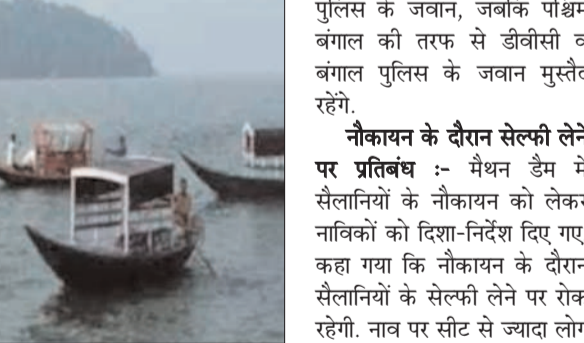 पुलिस के जवान, जबकि पश्चिम
बंगाल की तरफ से डीवीसी व
बंगाल पुलिस के जवान मुस्तैद
रहेंगे.
नौकायन के दौरान सेल्फी लेने
पर प्रतिबंध :- मैथन डैम में
सैलानियों के नौकायन को लेकर
नाविकों को दिशा-निर्देश दिए गए.
कहा गया कि नौकायन के दौरान
सैलानियों के सेल्फी लेने पर रोक
रहेगी. नाव पर सीट से ज्यादा लोग